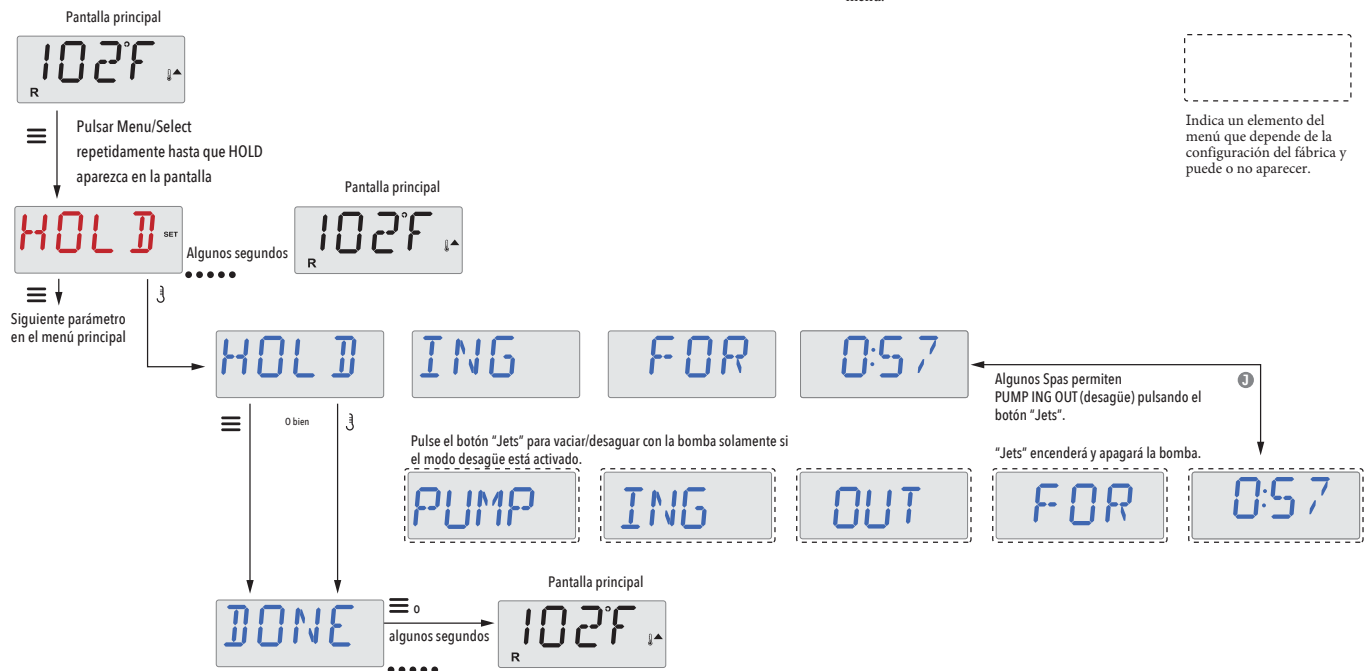 menú.
Pantalla principal
102°F
R
Pulsar Menu/Select
repetidamente hasta que HOLD
aparezca en la pantalla
Indica un elemento del
menú que depende de la
configuración del fábrica y
puede o no aparecer.
HOLD SET
Algunos segundos
Pantalla principal
102°F
R
Siguiente parámetro
en el menú principal
HOLD
ING
FOR
0:57
Algunos Spas permiten
PUMP ING OUT (desagüe) pulsando el
botón “Jets”.
J
O bien
Pulse el botón “Jets” para vaciar/desaguar con la bomba solamente si
el modo desagüe está activado.
“Jets” encenderá y apagará la bomba.
PUMP
ING
OUT
FOR
0:57
DONE
o
algunos segundos
Pantalla principal
102°F
R